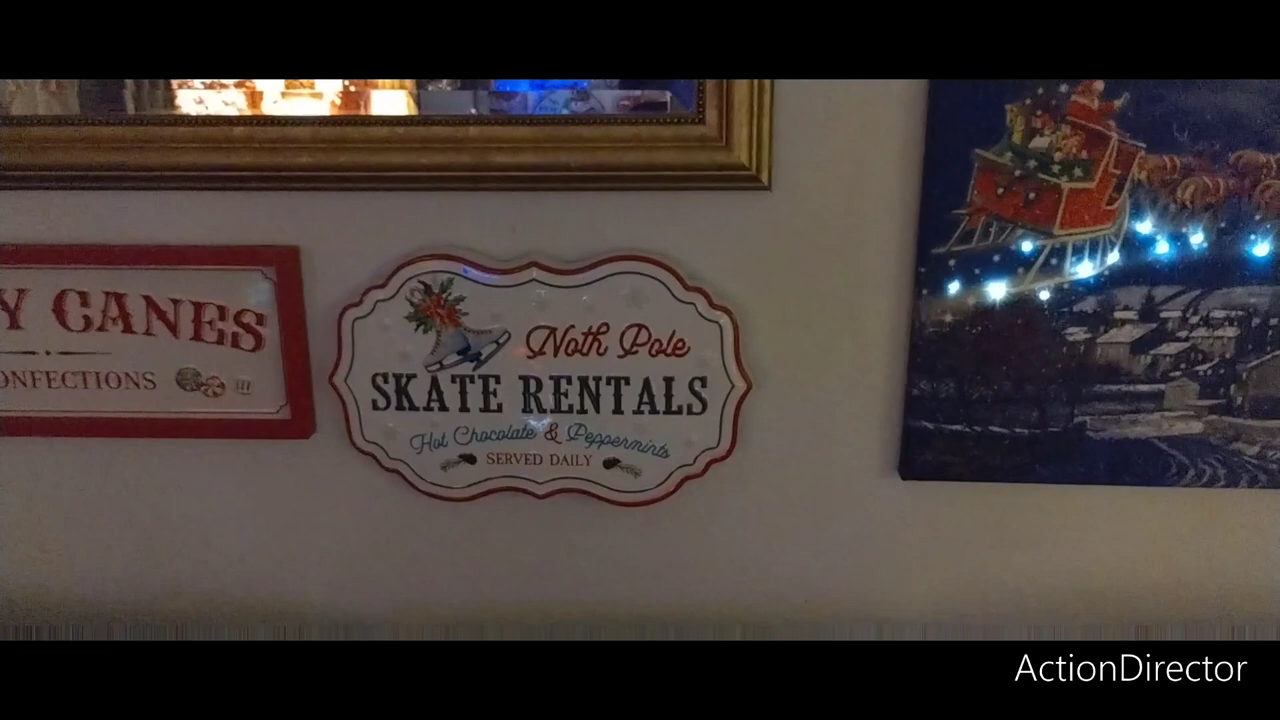 Y CANES
ONFECTIONS
Noth Pole
SKATE RENTALS
Hot Chocolate & Peppermints
SERVED DAILY
ActionDirector